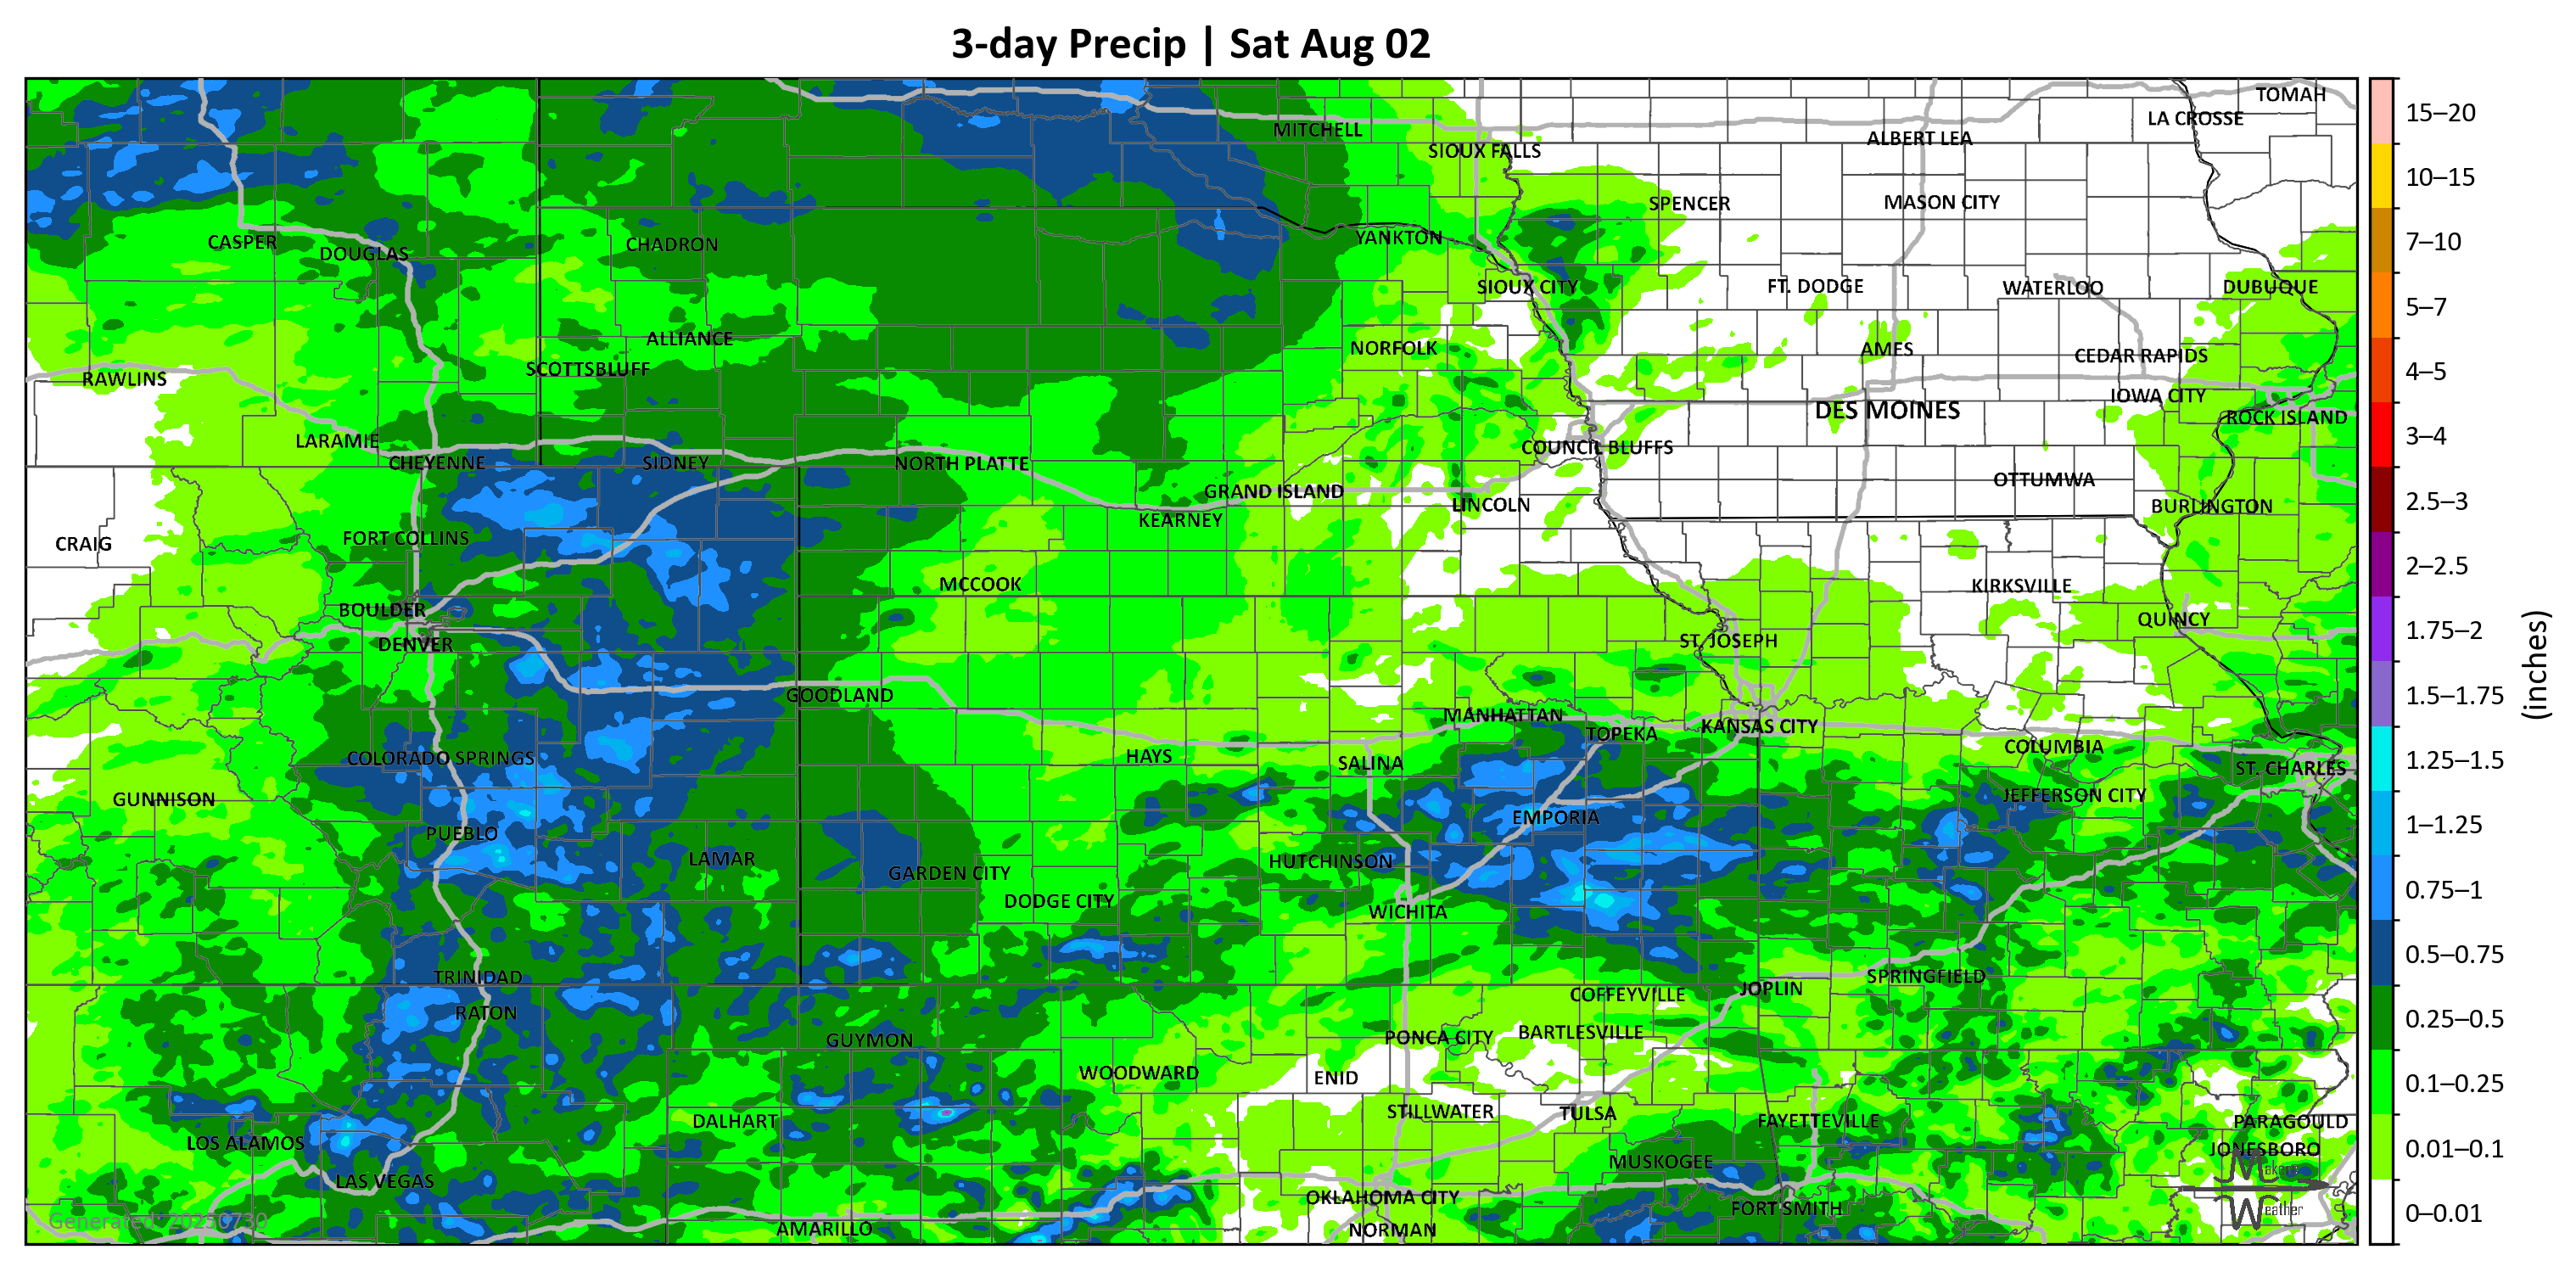 3-day Precip | Sat Aug 02
TOMAH
LA CROSSE
MITCHELL
ALBERT LEA
SIOUX FALLS
SPENCER
MASON CITY
CASPER
DOUGLAS
CHADRON
YANKTON
SIOUX CITY
FT. DODGE
WATERLOO
DUBUQUE
ALLIANCE
NORFOLK
AMES
CEDAR RAPIDS
RAWLINS
SCOTTSBLUFF
IOWA CITY
DES MOINES
ROCK ISLAND
LARAMIE
COUNCIL BLUFFS
CHEYENNE
SIDNEY
NORTH PLATTE
OTTUMWA
GRAND ISLAND
LINCOLN
BURLINGTON
KEARNEY
CRAIG
FORT COLLINS
MCCOOK
KIRKSVILLE
BOULDER
QUINCY
DENVER
ST. JOSEPH
GOODLAND
MANHATTAN
TOPEKA
KANSAS CITY
COLUMBIA
COLORADO SPRINGS
HAYS
SALINA
ST. CHARLES
GUNNISON
JEFFERSON CITY
PUEBLO
EMPORIA
LAMAR
GARDEN CITY
HUTCHINSON
DODGE CITY
WICHITA
TRINIDAD
SPRINGFIELD
COFFEYVILLE
JOPLIN
RATON
GUYMON
PONCA CITY
BARTLESVILLE
WOODWARD
ENID
DALHART
STILLWATER
TULSA
FAYETTEVILLE
PARAGOULD
LOS ALAMOS
JONESBORO
MUSKOGEE
LAS VEGAS
OKLAHOMA CITY
FORT SMITH
AMARILLO
NORMAN
Generated: 20250730
Makens
Weather
15–20
10–15
7–10
5–7
4–5
3–4
2.5–3
2–2.5
1.75–2
1.5–1.75
1.25–1.5
1–1.25
0.75–1
0.5–0.75
0.25–0.5
0.1–0.25
0.01–0.1
0–0.01
(inches)